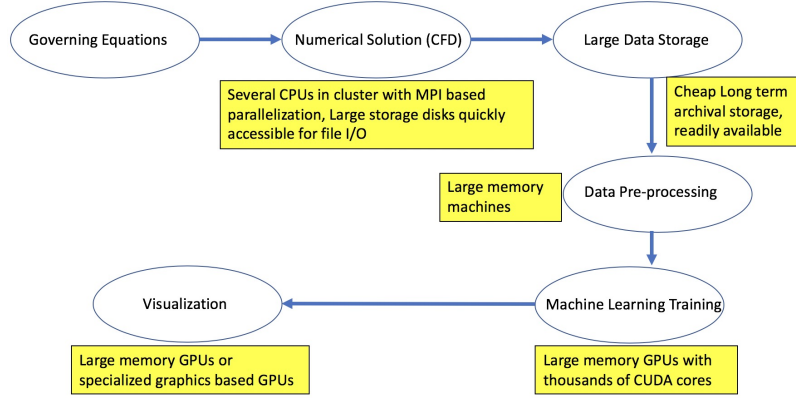 Governing Equations
Numerical Solution (CFD)
Large Data Storage
Several CPUs in cluster with MPI based
parallelization, Large storage disks quickly
accessible for file I/O
Cheap Long term
archival storage,
readily available
Large memory
machines
Data Pre-processing
Visualization
Machine Learning Training
Large memory GPUs or
specialized graphics based GPUs
Large memory GPUs with
thousands of CUDA cores